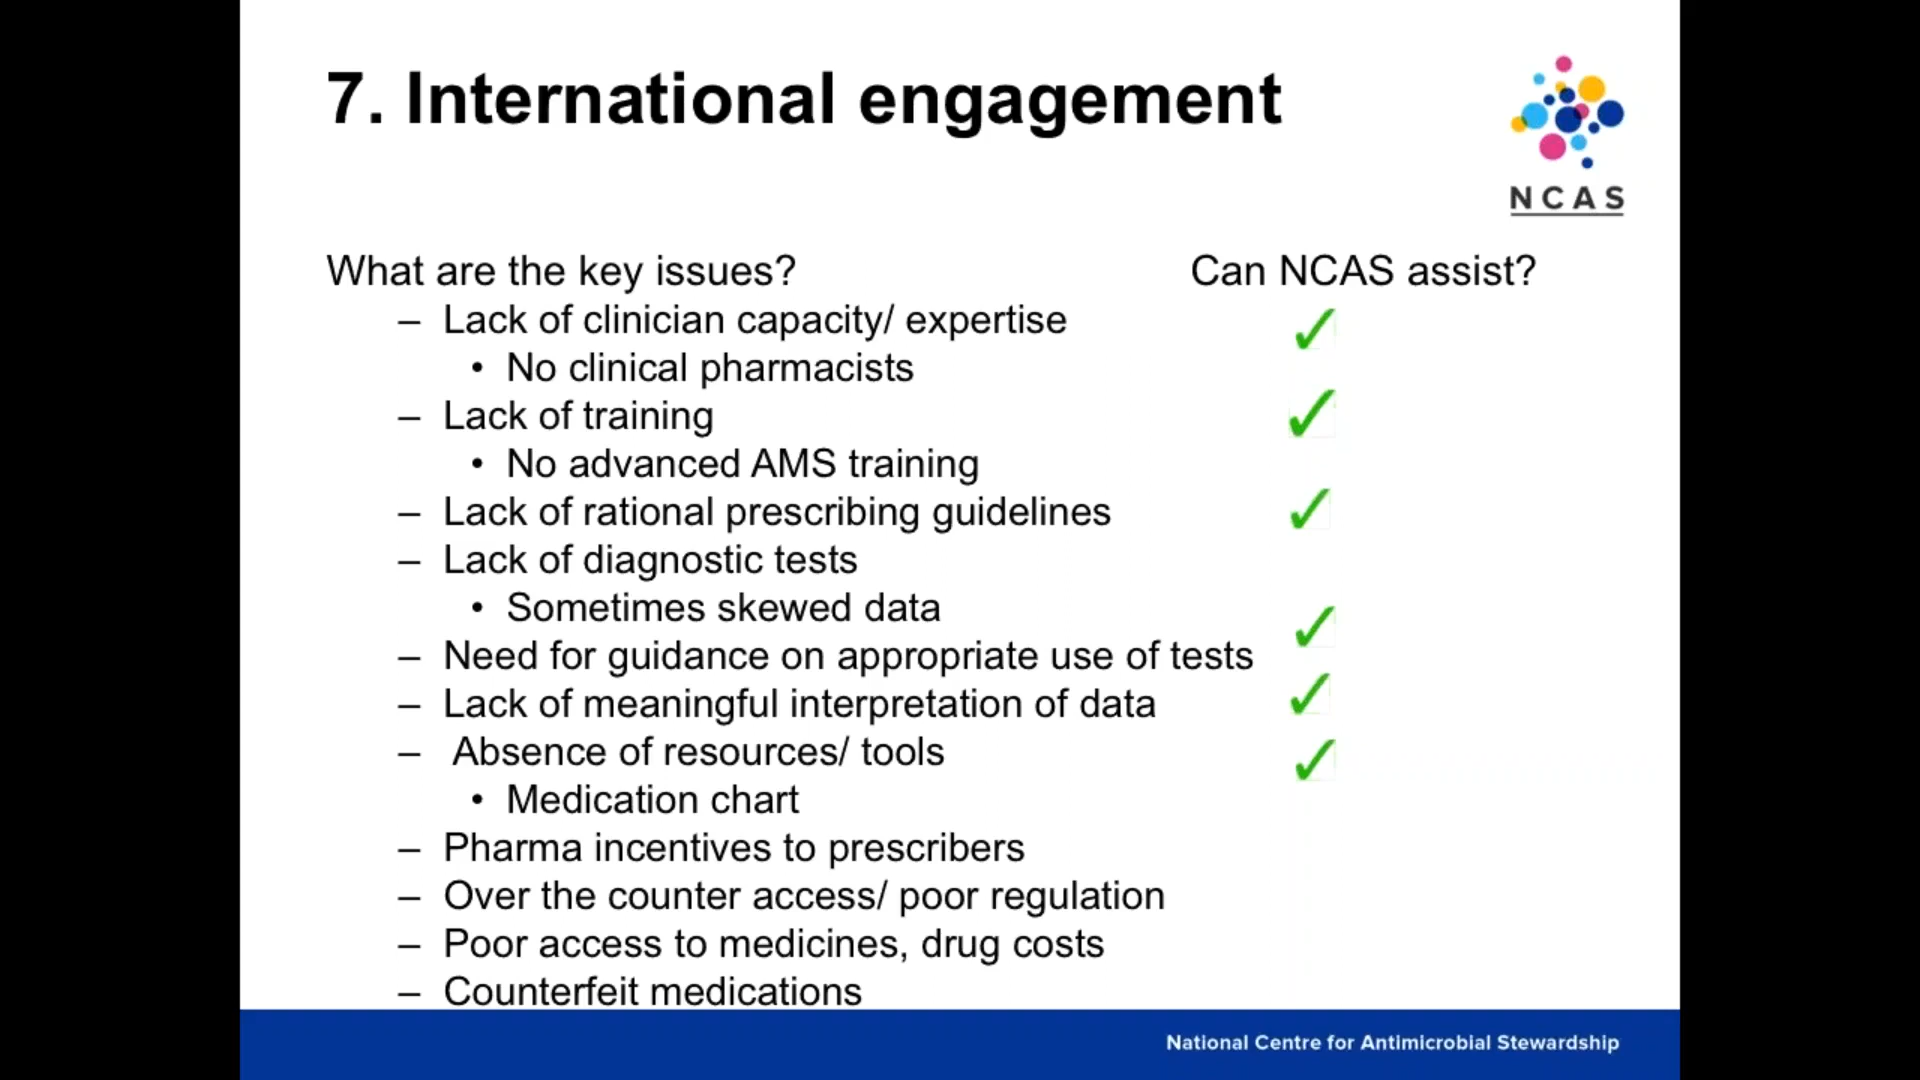 7. International engagement
NCAS
What are the key issues?
Can NCAS assist?
– Lack of clinician capacity/ expertise
✓
• No clinical pharmacists
– Lack of training
✓
• No advanced AMS training
– Lack of rational prescribing guidelines
✓
– Lack of diagnostic tests
• Sometimes skewed data
✓
– Need for guidance on appropriate use of tests
– Lack of meaningful interpretation of data
✓
– Absence of resources/ tools
✓
• Medication chart
– Pharma incentives to prescribers
– Over the counter access/ poor regulation
– Poor access to medicines, drug costs
– Counterfeit medications
National Centre for Antimicrobial Stewardship